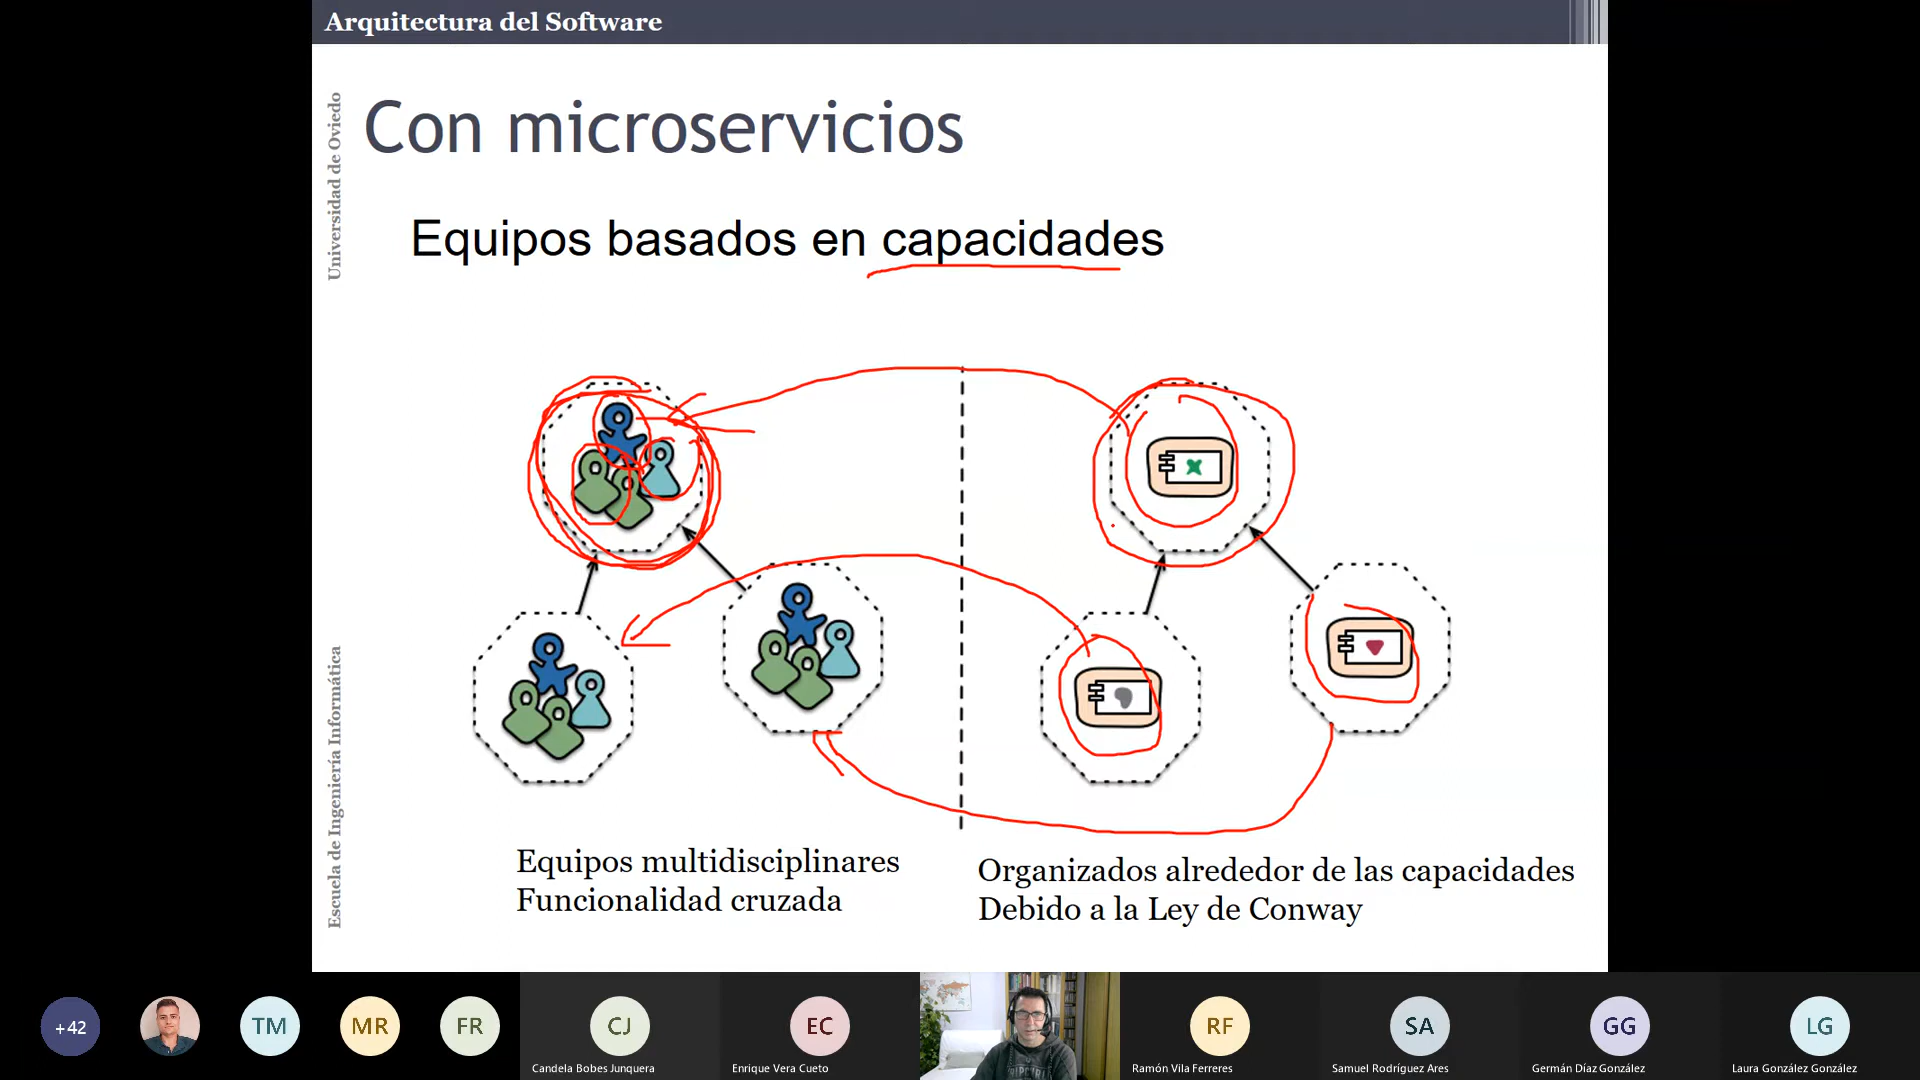 Arquitectura del Software
Universidad de Oviedo
Con microservicios
Equipos basados en capacidades
Escuela de Ingeniería Informática
Equipos multidisciplinares
Funcionalidad cruzada
Organizados alrededor de las capacidades
Debido a la Ley de Conway
+42
TM
MR
FR
CJ
Candela Bobes Junquera
EC
Enrique Vera Cueto
RF
Ramón Vila Ferreres
SA
Samuel Rodríguez Ares
GG
Germán Díaz González
LG
Laura González González